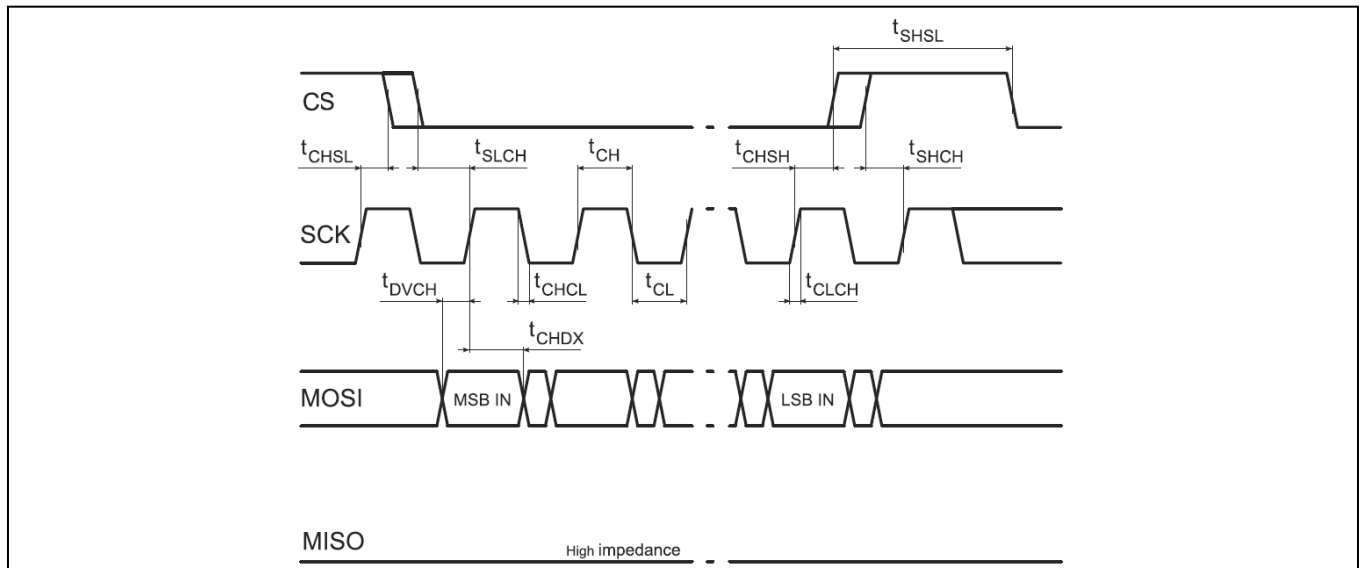 tSHSL
CS
tCHSL tSLCH tCH tCHSH tSHCH
SCK
tDVCH tCHCL tCL tCLCH
tCHDX
MOSI MSB IN LSB IN
MISO High impedance